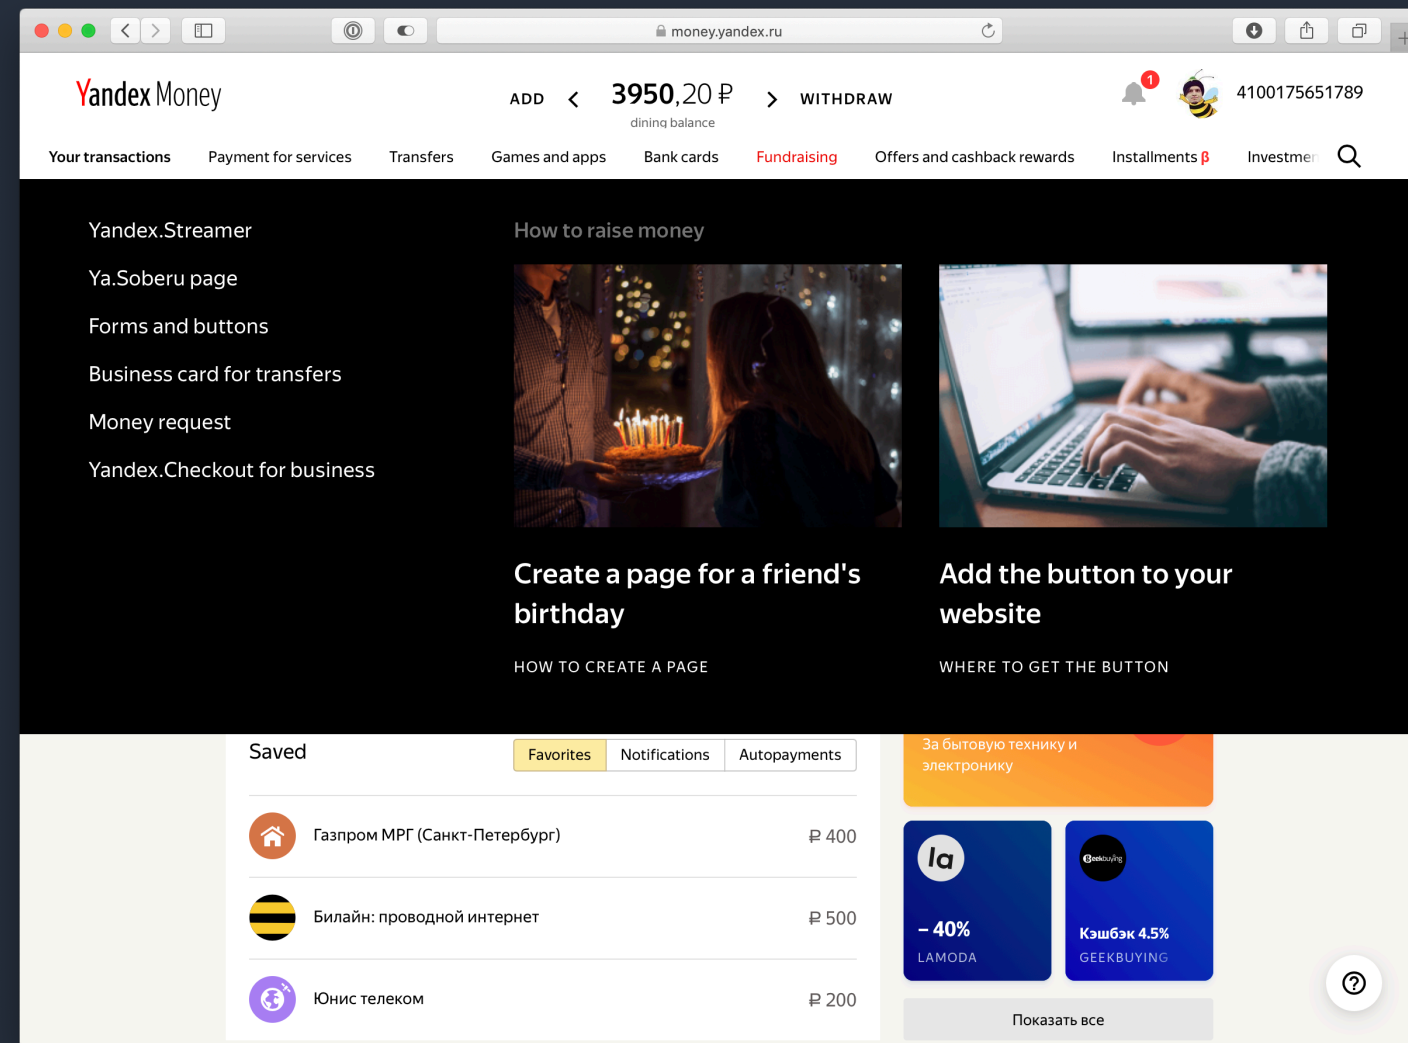 money.yandex.ru
Yandex Money
ADD
3950,20 ₽
WITHDRAW
dining balance
1
4100175651789
Your transactions
Payment for services
Transfers
Games and apps
Bank cards
Fundraising
Offers and cashback rewards
Installments β
Yandex.Streamer
Ya.Soberu page
Forms and buttons
Business card for transfers
Money request
Yandex.Checkout for business
How to raise money
Create a page for a friend's
birthday
HOW TO CREATE A PAGE
Add the button to your
website
WHERE TO GET THE BUTTON
Saved
Favorites
Notifications
Autopayments
Газпром МРГ (Санкт-Петербург)
₽ 400
Билайн: проводной интернет
₽ 500
Юнис телеком
₽ 200
За бытовую технику и
электронику
la
– 40%
LAMODA
Geekbuying
Кэшбэк 4.5%
GEEKBUYING
Показать все